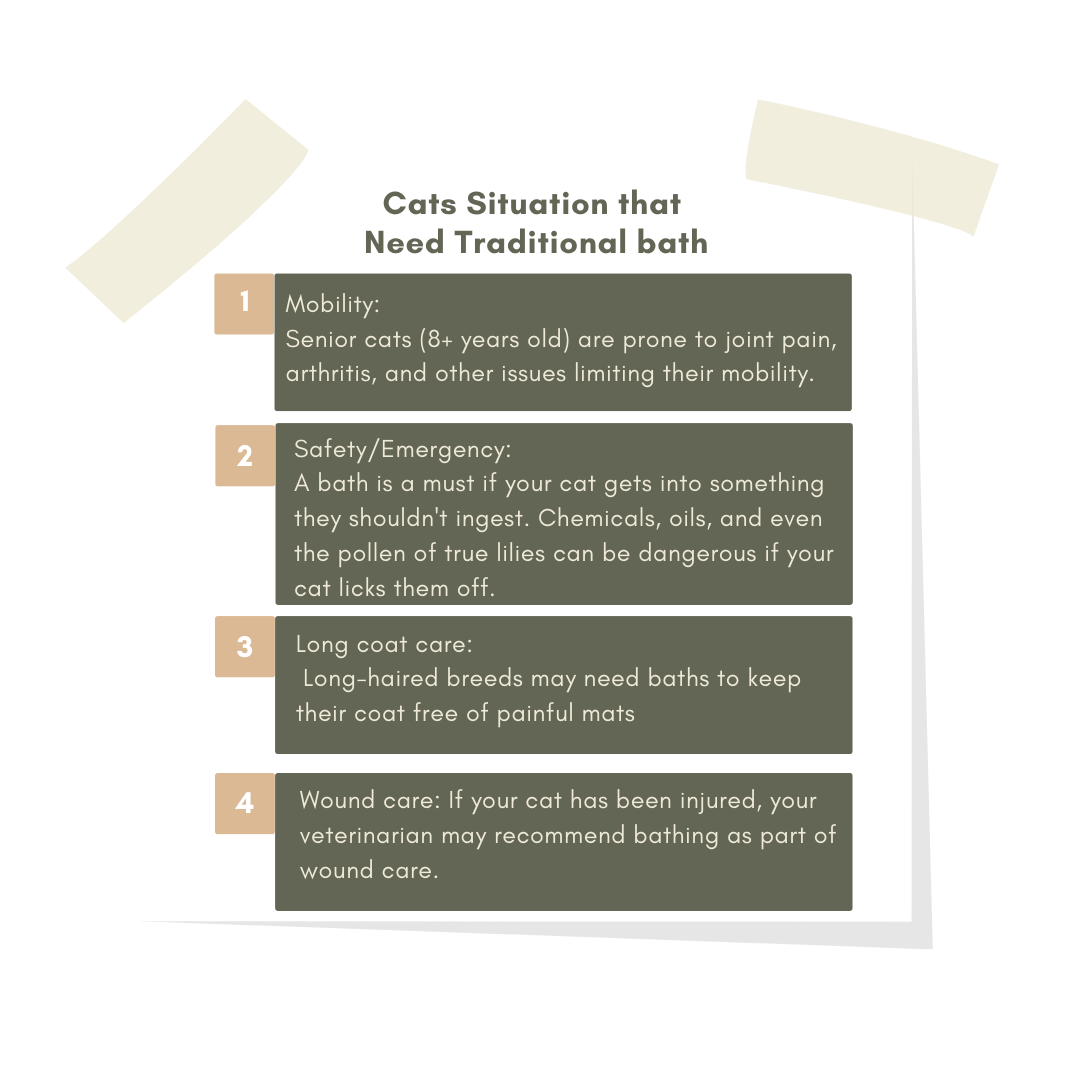 Cats Situation that
Need Traditional bath
1
Mobility:
Senior cats (8+ years old) are prone to joint pain,
arthritis, and other issues limiting their mobility.
2
Safety/Emergency:
A bath is a must if your cat gets into something
they shouldn't ingest. Chemicals, oils, and even
the pollen of true lilies can be dangerous if your
cat licks them off.
3
Long coat care:
Long-haired breeds may need baths to keep
their coat free of painful mats
4
Wound care: If your cat has been injured, your
veterinarian may recommend bathing as part of
wound care.